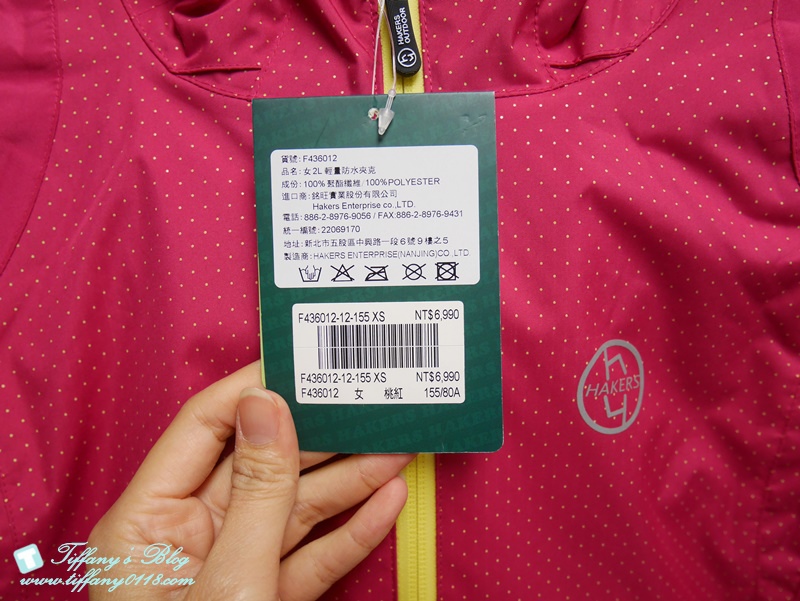 HAKERS
OUTDOOR
貨號: F436012
品名: 女2L 輕量防水夾克
成份: 100% 聚酯纖維/100%POLYESTER
進口商: 銘旺實業股份有限公司
Hakers Enterprise co.,LTD.
電話: 886-2-8976-9056 / FAX:886-2-8976-9431
統一編號: 22069170
地址: 新北市五股區中興路一段6號9樓之5
製造商: HAKERS ENTERPRISE(NANJING)CO.,LTD
F436012-12-155 XS NT$6,990
F436012-12-155 XS NT$6,990
F436012 女 桃紅 155/80A
HAKERS
T Tiffany's Blog
www.tiffany0118.com